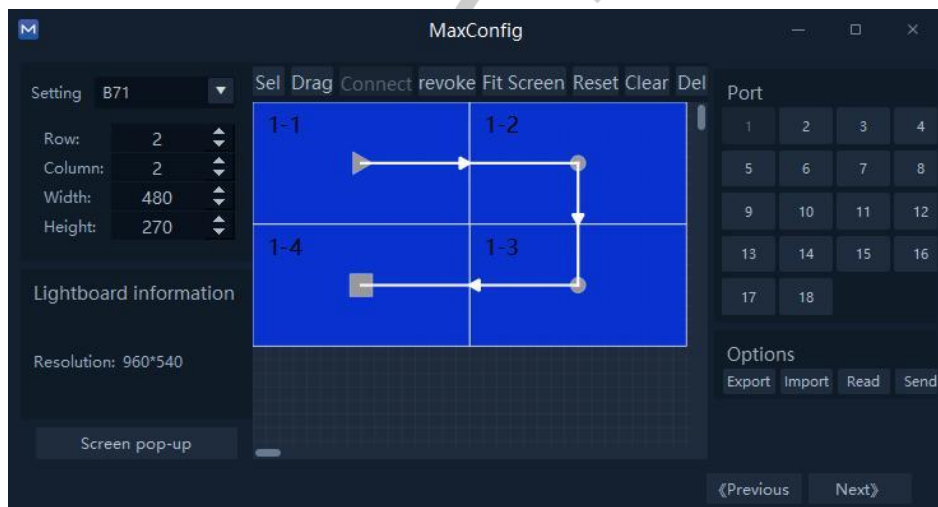 MaxConfig
Setting B71
Row: 2
Column: 2
Width: 480
Height: 270
Lightboard information
Resolution: 960*540
Screen pop-up
Sel Drag Connect revoke Fit Screen Reset Clear Del
1-1 1-2
1-4 1-3
Port
1 2 3 4
5 6 7 8
9 10 11 12
13 14 15 16
17 18
Options
Export Import Read Send
《Previous Next》